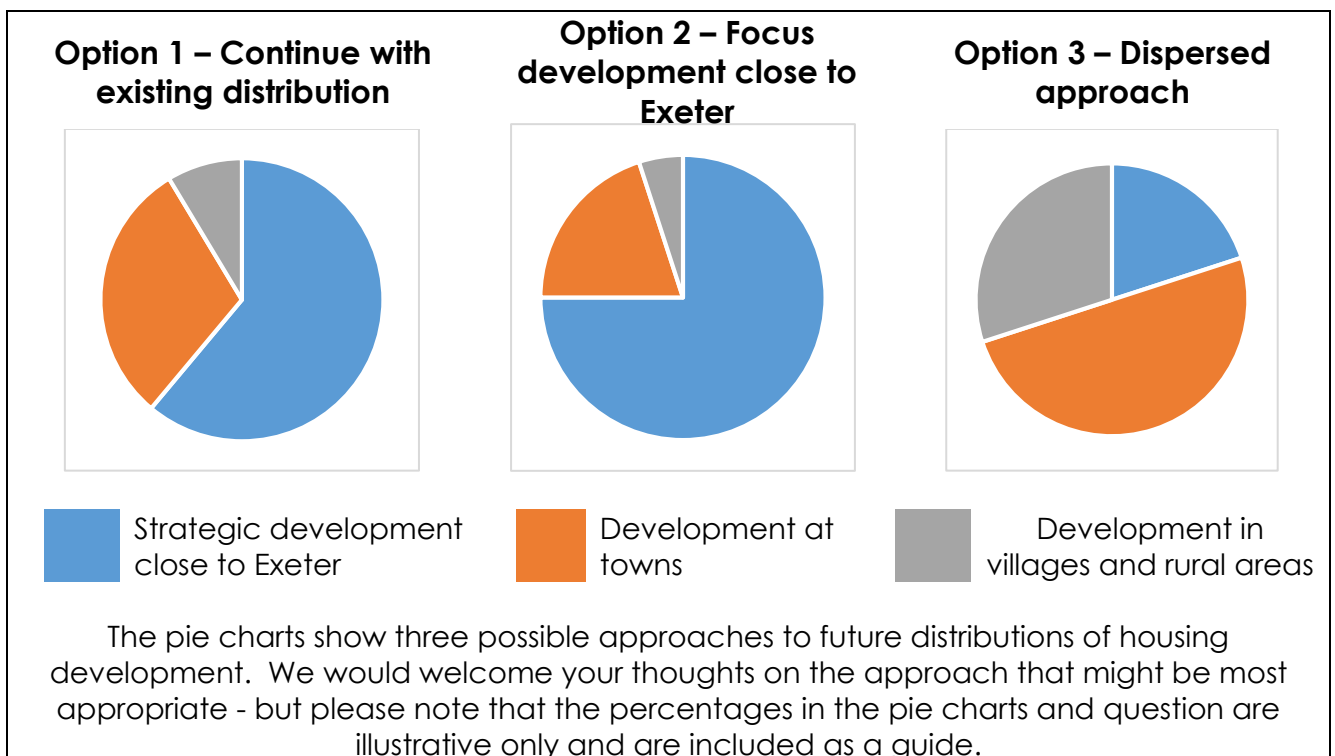 Option 1 – Continue with
existing distribution
Option 2 – Focus
development close to
Exeter
Option 3 – Dispersed
approach
Strategic development
close to Exeter
Development at
towns
Development in
villages and rural areas
The pie charts show three possible approaches to future distributions of housing
development.  We would welcome your thoughts on the approach that might be most
appropriate - but please note that the percentages in the pie charts and question are
illustrative only and are included as a guide.